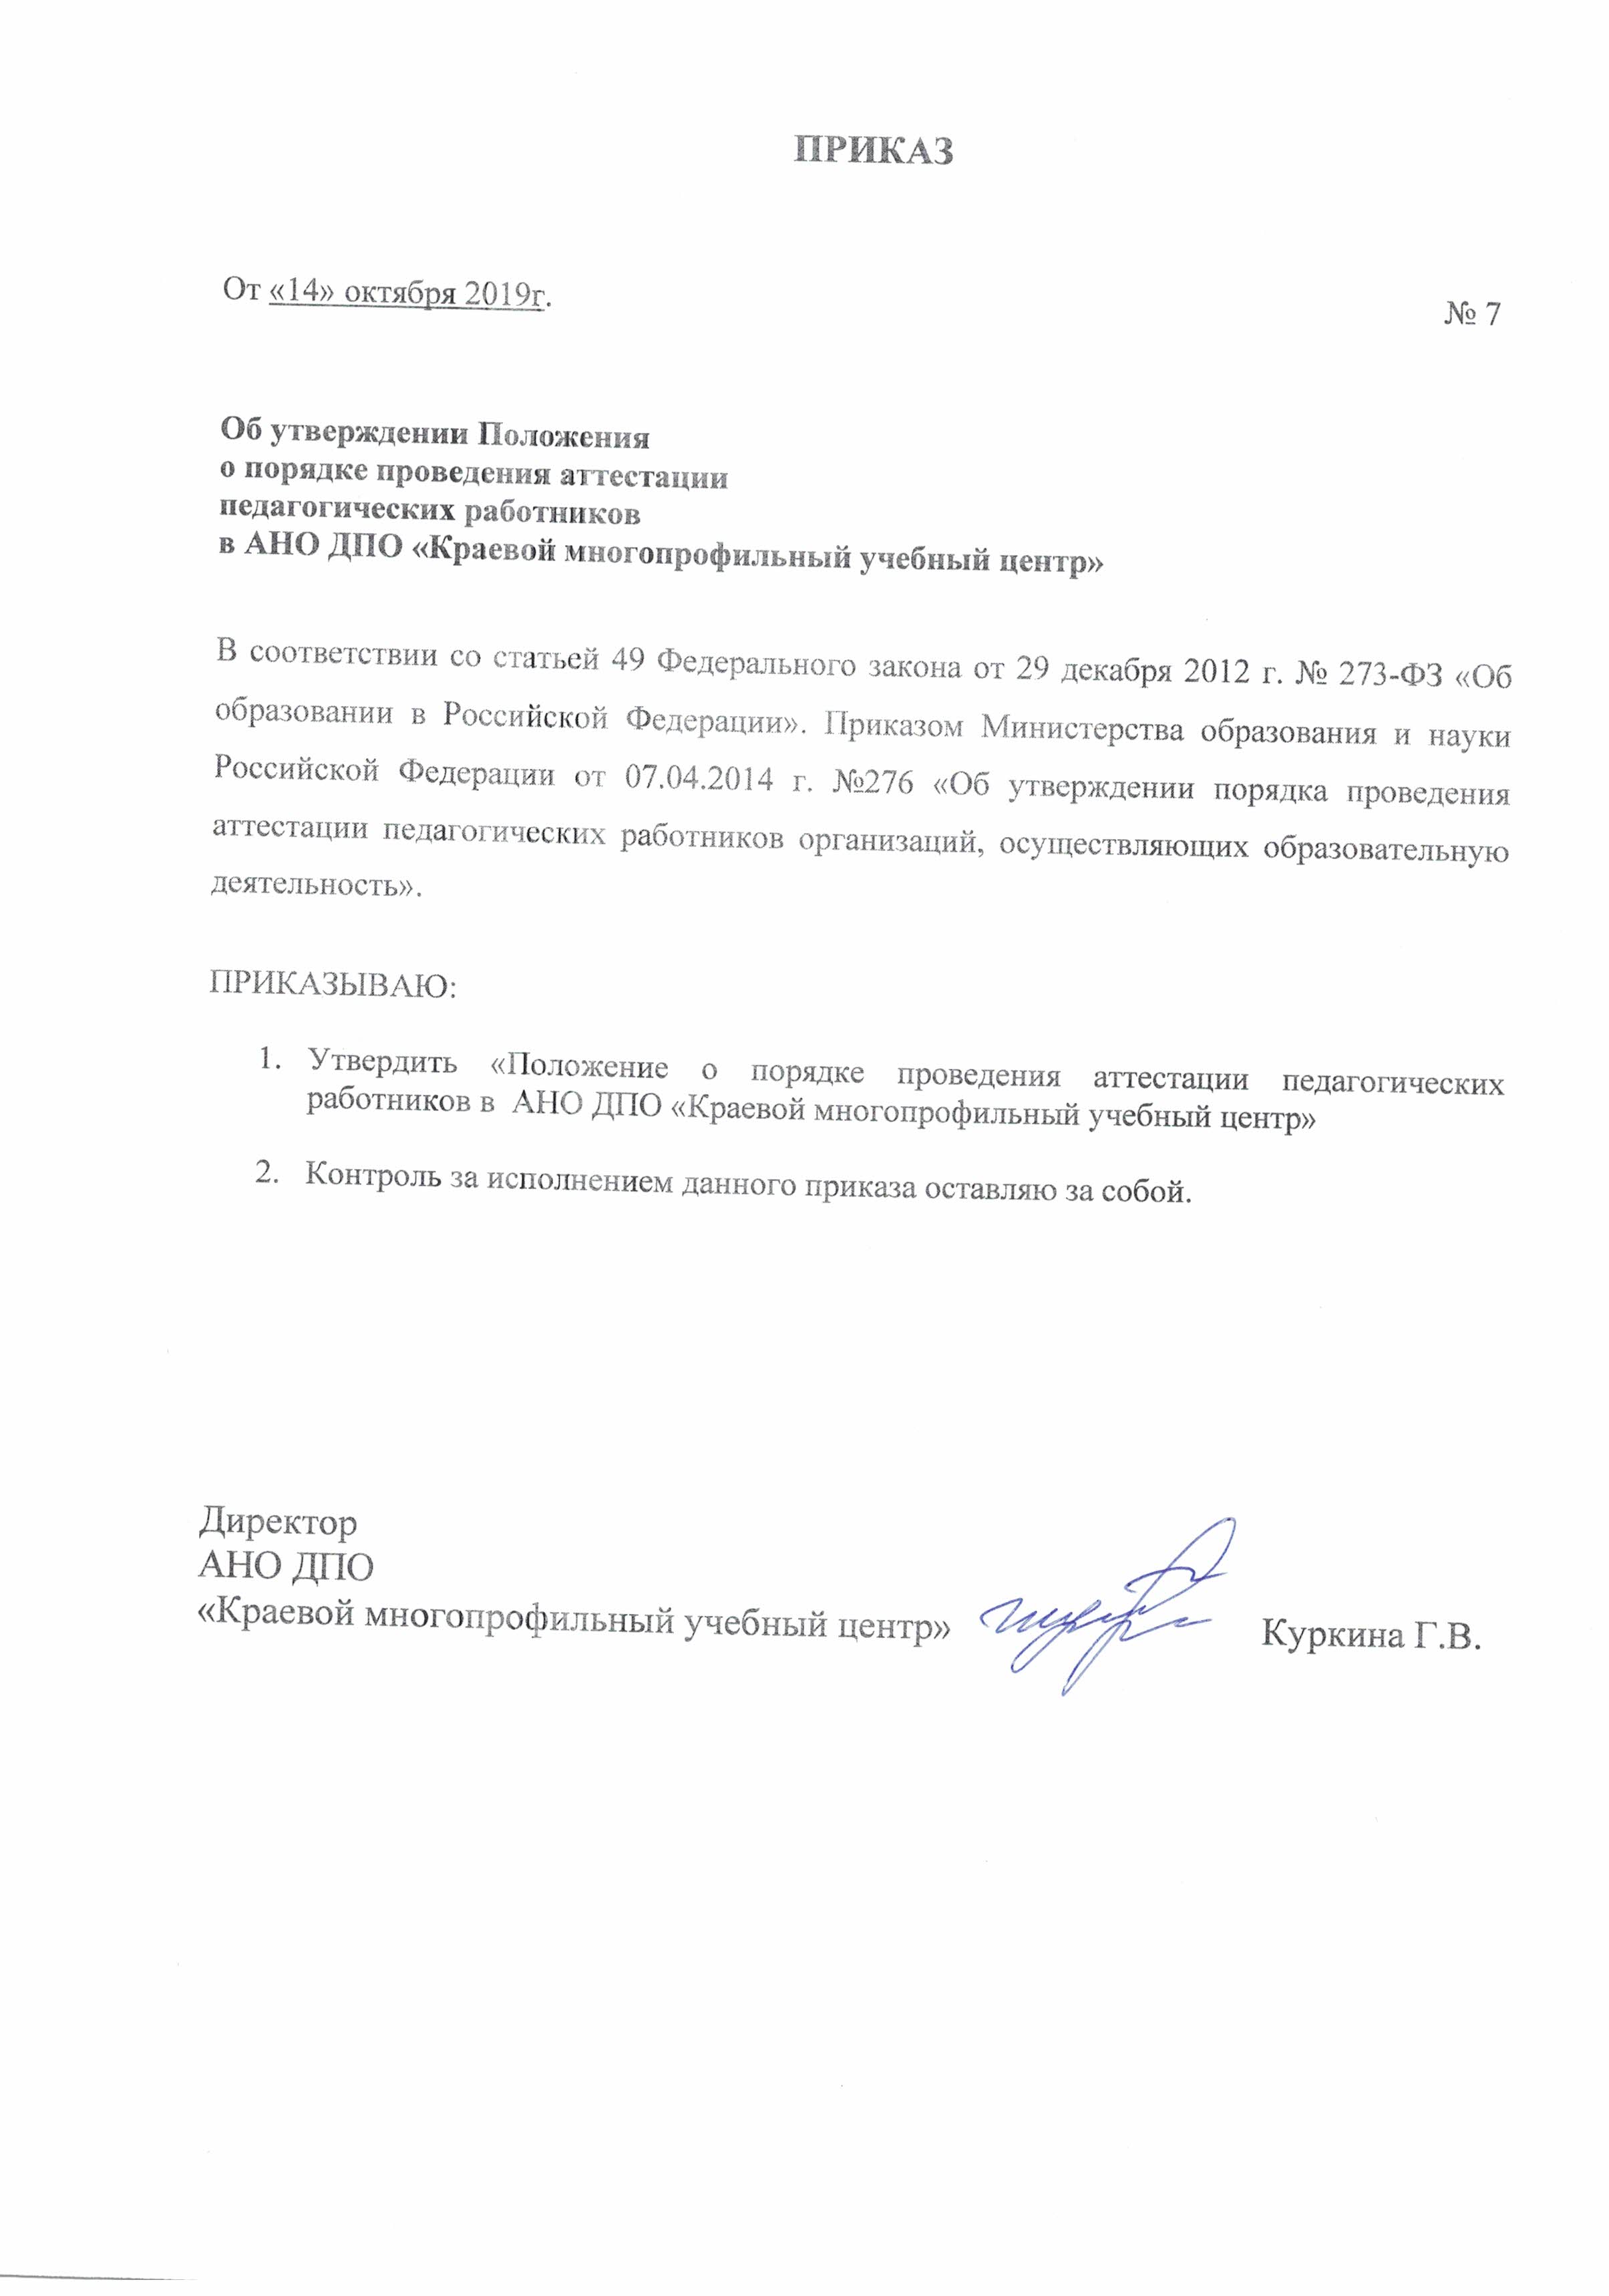 ПРИКАЗ
От «14» октября 2019г.
№ 7
Об утверждении Положения
о порядке проведения аттестации
педагогических работников
в АНО ДПО «Краевой многопрофильный учебный центр»
В соответствии со статьей 49 Федерального закона от 29 декабря 2012 г. № 273-ФЗ «Об
образовании в Российской Федерации». Приказом Министерства образования и науки
Российской Федерации от 07.04.2014 г. №276 «Об утверждении порядка проведения
аттестации педагогических работников организаций, осуществляющих образовательную
деятельность».
ПРИКАЗЫВАЮ:
1. Утвердить «Положение о порядке проведения аттестации педагогических
работников в АНО ДПО «Краевой многопрофильный учебный центр»
2. Контроль за исполнением данного приказа оставляю за собой.
Директор
АНО ДПО
«Краевой многопрофильный учебный центр» Куркина Г.В.